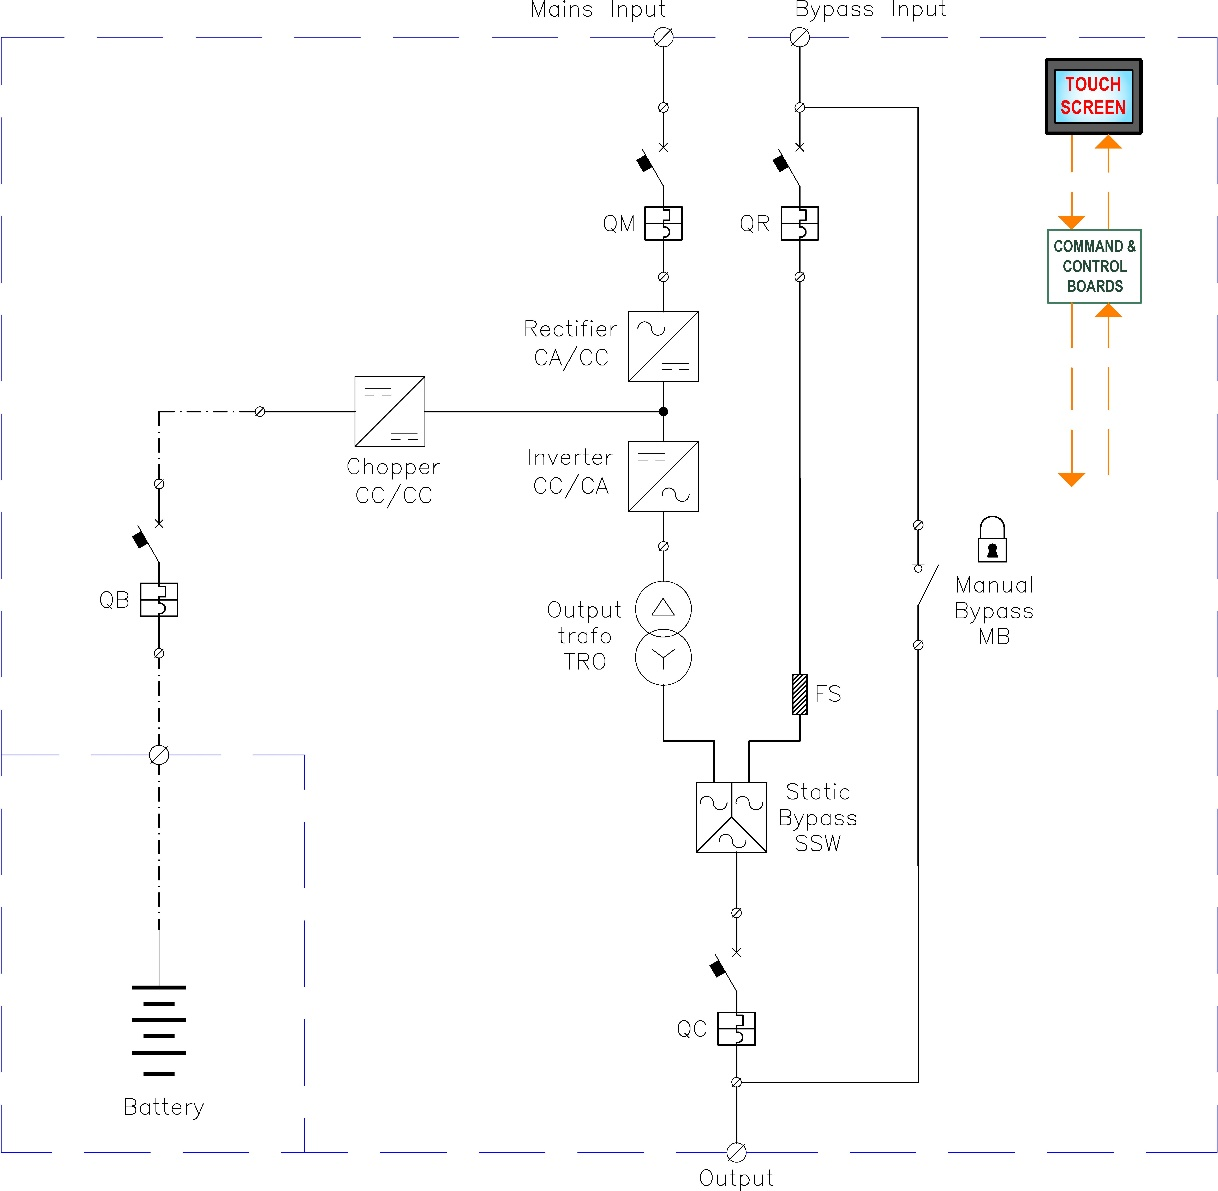 Mains Input
Bypass Input
TOUCH
SCREEN
QM
QR
COMMAND &
CONTROL
BOARDS
Rectifier
CA/CC
Chopper
CC/CC
Inverter
CC/CA
QB
Output
trafo
TRO
Manual
Bypass
MB
FS
Static
Bypass
SSW
QC
Battery
Output